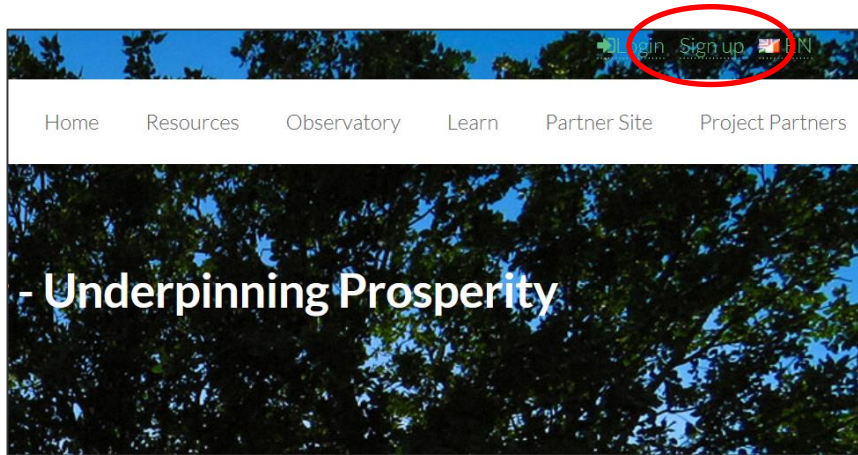 Login Sign up EN
Home Resources Observatory Learn Partner Site Project Partners
- Underpinning Prosperity